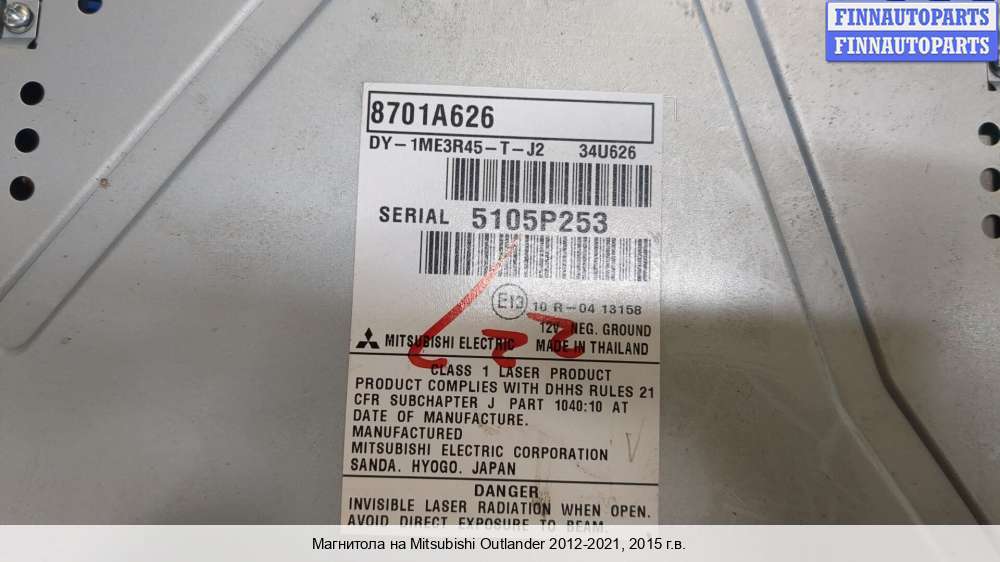 FINNAUTOPARTS
FINNAUTOPARTS
8701A626
DY-1ME3R45-T-J2 34U626
SERIAL 5105P253
E13 10 R-04 13158
12V NEG. GROUND
MITSUBISHI ELECTRIC MADE IN THAILAND
CLASS 1 LASER PRODUCT
PRODUCT COMPLIES WITH DHHS RULES 21
CFR SUBCHAPTER J PART 1040:10 AT
DATE OF MANUFACTURE.
MANUFACTURED
MITSUBISHI ELECTRIC CORPORATION
SANDA. HYOGO. JAPAN
DANGER
INVISIBLE LASER RADIATION WHEN OPEN.
AVOID DIRECT EXPOSURE TO BEAM.
Магнитола на Mitsubishi Outlander 2012-2021, 2015 г.в.